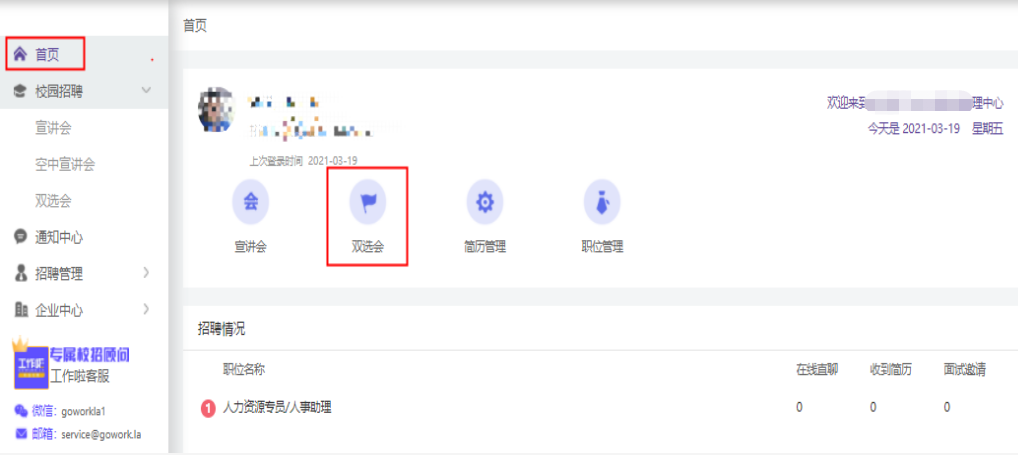 首页
首页
校园招聘
宣讲会
空中宣讲会
双选会
通知中心
招聘管理
企业中心
工作啦
专属校招顾问
工作啦客服
微信：goworkla1
邮箱：service@gowork.la
欢迎来到
理中心
今天是 2021-03-19 星期五
上次登录时间 2021-03-19
会
宣讲会
双选会
简历管理
职位管理
招聘情况
职位名称 在线直聊 收到简历 面试邀请
1 人力资源专员/人事助理 0 0 0